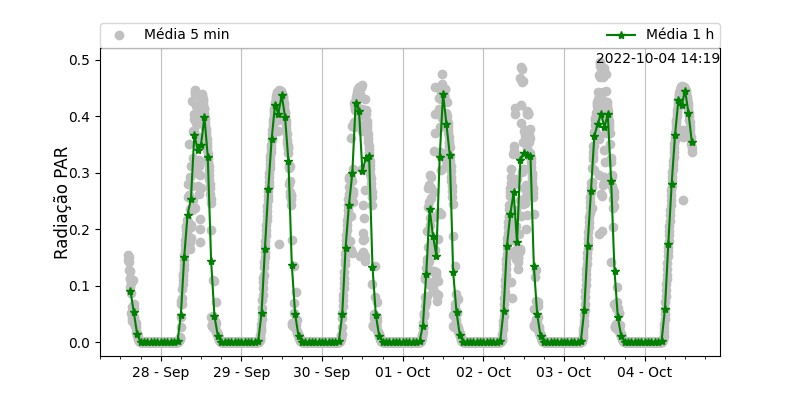 Média 5 min Média 1 h
2022-10-04 14:19
Radiação PAR
0.5
0.4
0.3
0.2
0.1
0.0
28 - Sep 29 - Sep 30 - Sep 01 - Oct 02 - Oct 03 - Oct 04 - Oct